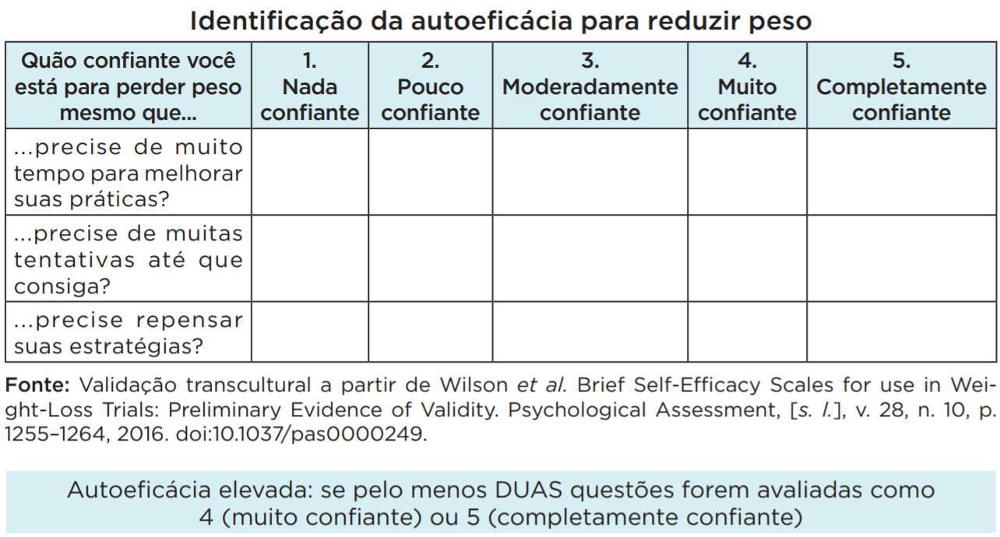 Identificação da autoeficácia para reduzir peso
Quão confiante você
está para perder peso
mesmo que...
1.
Nada
confiante
2.
Pouco
confiante
3.
Moderadamente
confiante
4.
Muito
confiante
5.
Completamente
confiante
...precise de muito
tempo para melhorar
suas práticas?
...precise de muitas
tentativas até que
consiga?
...precise repensar
suas estratégias?
Fonte: Validação transcultural a partir de Wilson et al. Brief Self-Efficacy Scales for use in Wei-
ght-Loss Trials: Preliminary Evidence of Validity. Psychological Assessment, [s. l.], v. 28, n. 10, p.
1255–1264, 2016. doi:10.1037/pas0000249.
Autoeficácia elevada: se pelo menos DUAS questões forem avaliadas como
4 (muito confiante) ou 5 (completamente confiante)